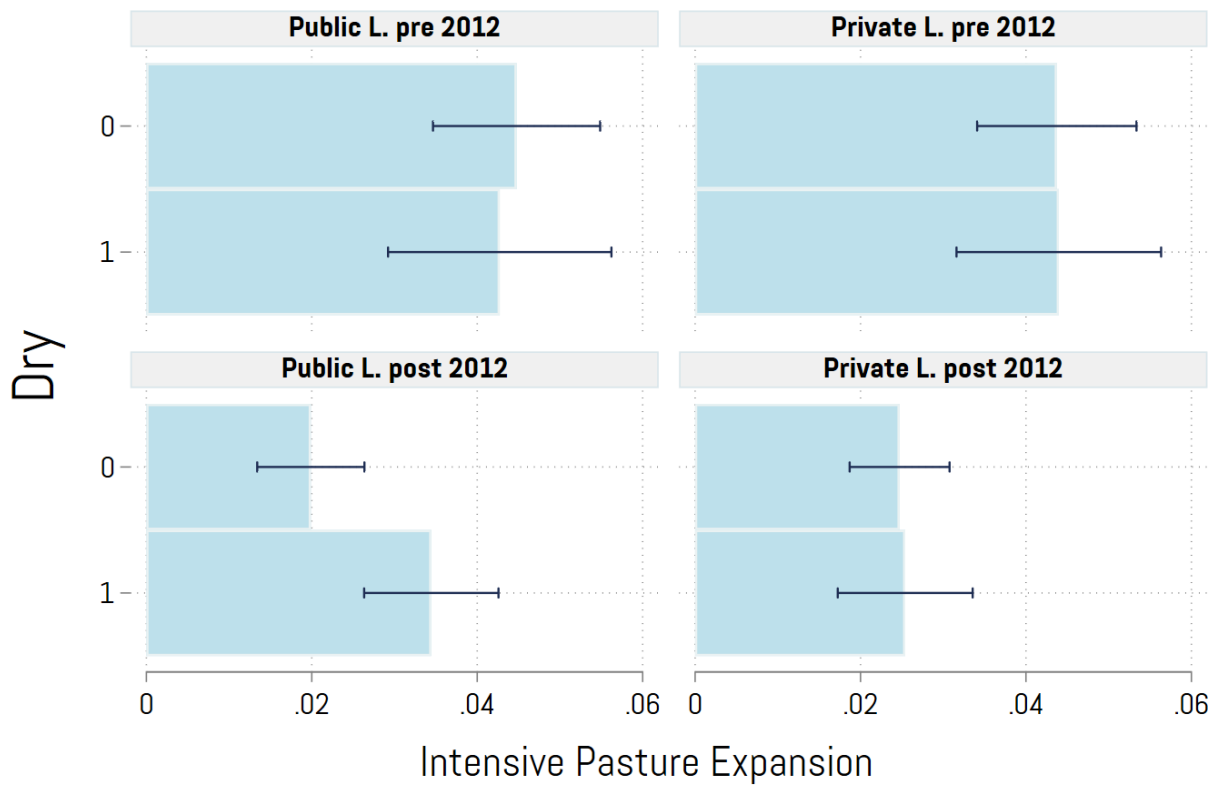 Public L. pre 2012
Private L. pre 2012
0
1
Dry
Public L. post 2012
Private L. post 2012
0
1
0 .02 .04 .06
0 .02 .04 .06
Intensive Pasture Expansion